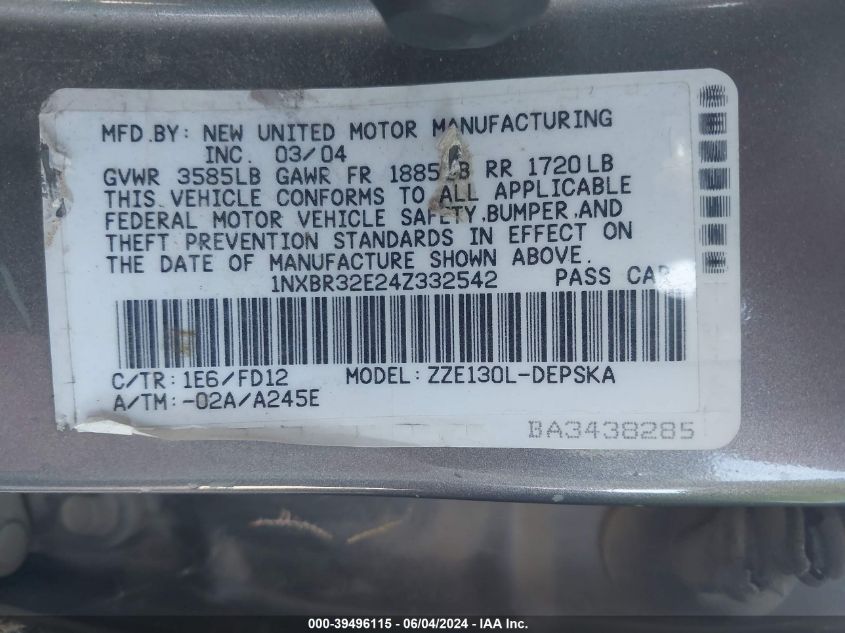 MFD.BY: NEW UNITED MOTOR MANUFACTURING
INC. 03/04
GVWR 3585LB GAWR FR 1885LB RR 1720LB
THIS VEHICLE CONFORMS TO ALL APPLICABLE
FEDERAL MOTOR VEHICLE SAFETY,BUMPER,AND
THEFT PREVENTION STANDARDS IN EFFECT ON
THE DATE OF MANUFACTURE SHOWN ABOVE.
1NXBR32E24Z332542 PASS CAR
C/TR: 1E6/FD12 MODEL: ZZE130L-DEPSKA
A/TM: -02A/A245E
BA3438285
000-39496115 - 06/04/2024 - IAA Inc.